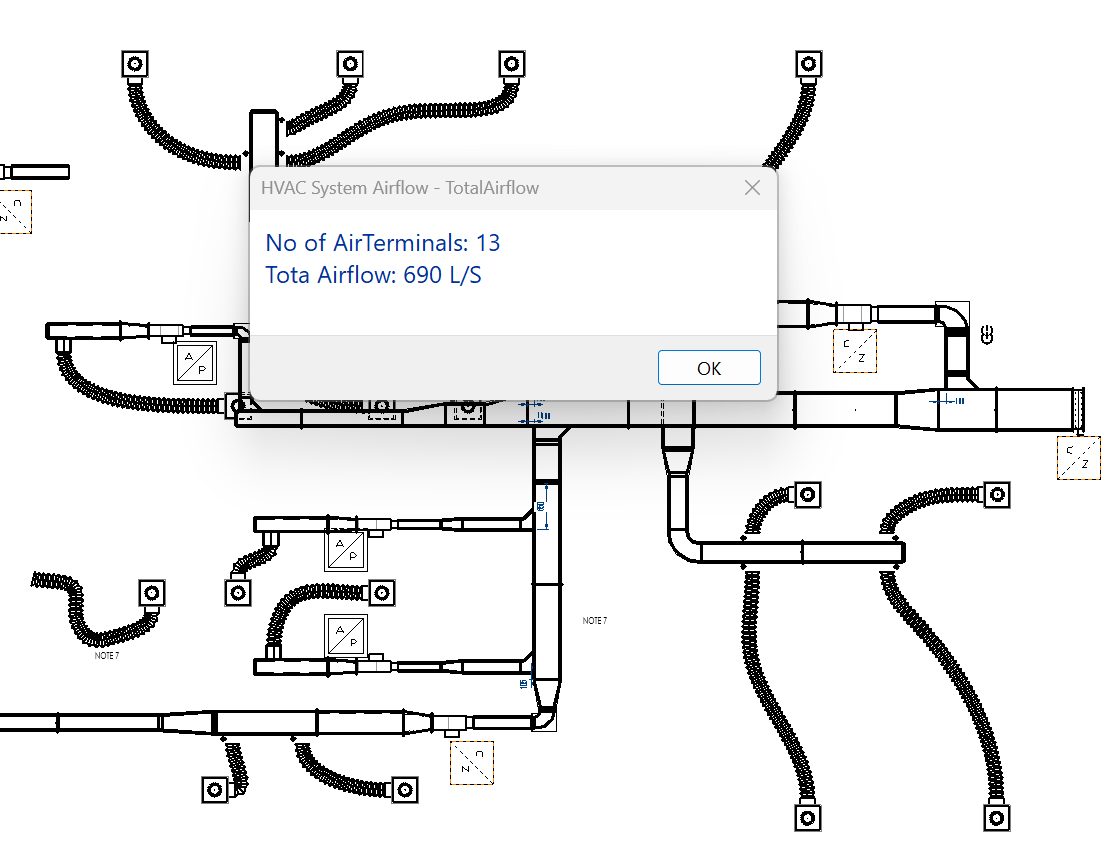 HVAC System Airflow - TotalAirflow
No of AirTerminals: 13
Tota Airflow: 690 L/S
OK
A
P
C
Z
C
Z
A
P
NOTE 7
A
P
NOTE 7
C
Z